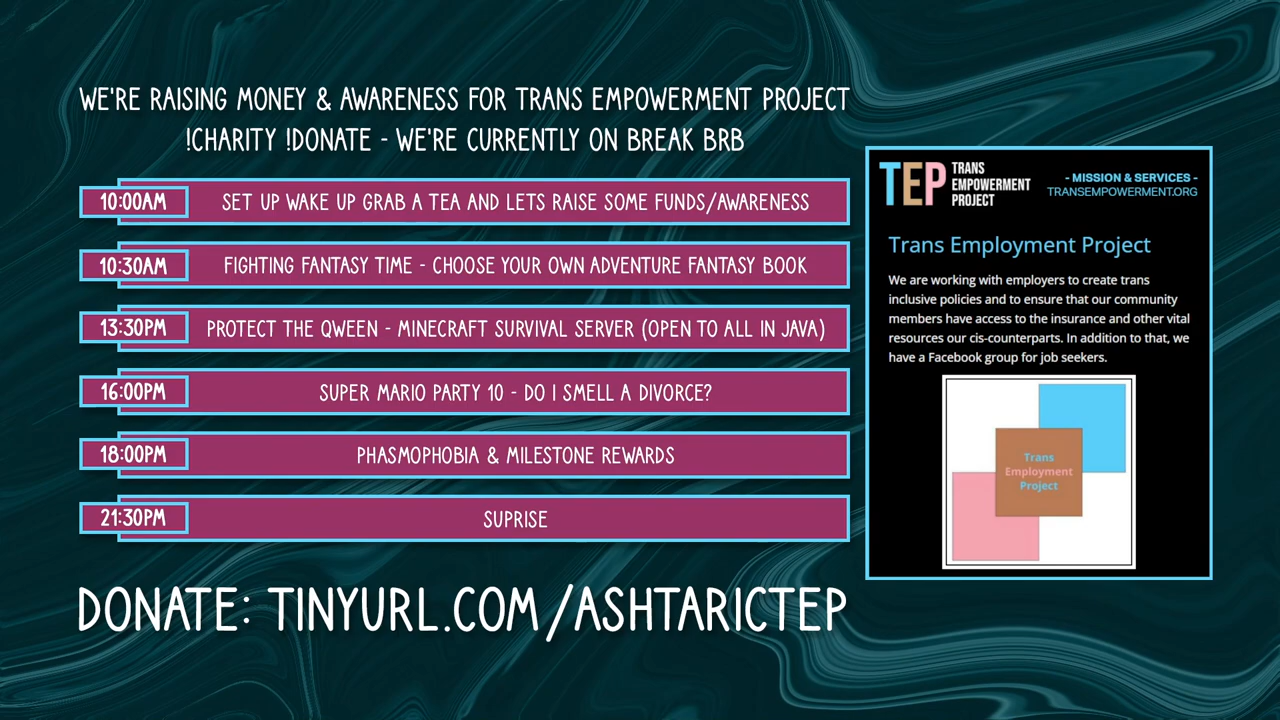 WE'RE RAISING MONEY & AWARENESS FOR TRANS EMPOWERMENT PROJECT
!CHARITY !DONATE - WE'RE CURRENTLY ON BREAK BRB
10:00AM SET UP WAKE UP GRAB A TEA AND LETS RAISE SOME FUNDS/AWARENESS
10:30AM FIGHTING FANTASY TIME - CHOOSE YOUR OWN ADVENTURE FANTASY BOOK
13:30PM PROTECT THE QWEEN - MINECRAFT SURVIVAL SERVER (OPEN TO ALL IN JAVA)
16:00PM SUPER MARIO PARTY 10 - DO I SMELL A DIVORCE?
18:00PM PHASMOPHOBIA & MILESTONE REWARDS
21:30PM SUPRISE
DONATE: TINYURL.COM/ASHTARICTEP
TEP
TRANS
EMPOWERMENT
PROJECT
- MISSION & SERVICES -
TRANSEMPOWERMENT.ORG
Trans Employment Project
We are working with employers to create trans
inclusive policies and to ensure that our community
members have access to the insurance and other vital
resources our cis-counterparts. In addition to that, we
have a Facebook group for job seekers.
Trans
Employment
Project